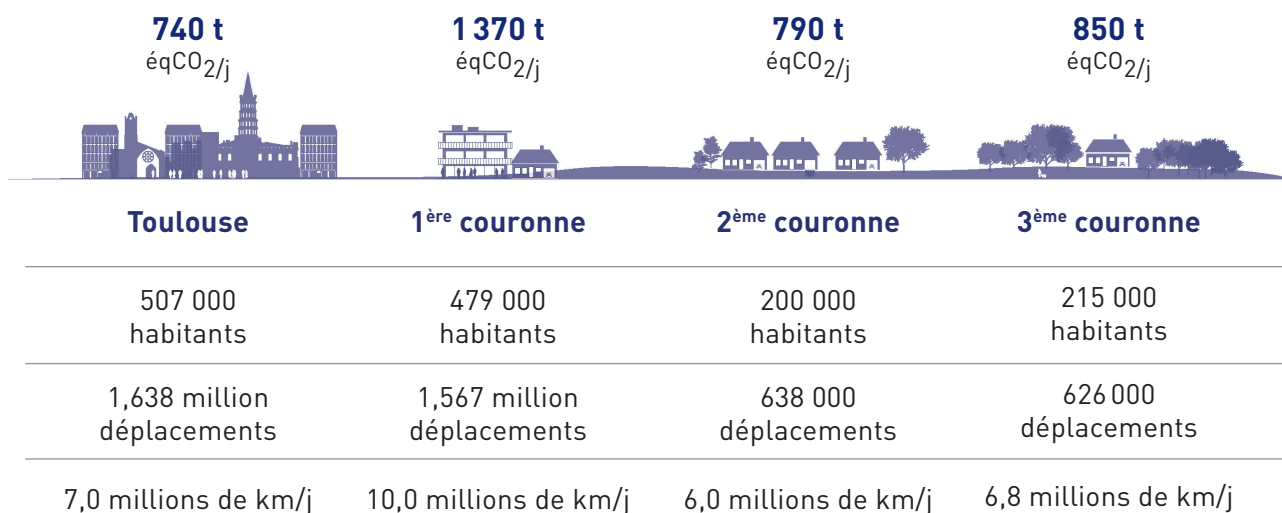 740 t 1 370 t 790 t 850 t
éqCO2/j éqCO2/j éqCO2/j éqCO2/j
Toulouse 1ère couronne 2ème couronne 3ème couronne
507 000 479 000 200 000 215 000
habitants habitants habitants habitants
1,638 million 1,567 million 638 000 626 000
déplacements déplacements déplacements déplacements
7,0 millions de km/j 10,0 millions de km/j 6,0 millions de km/j 6,8 millions de km/j